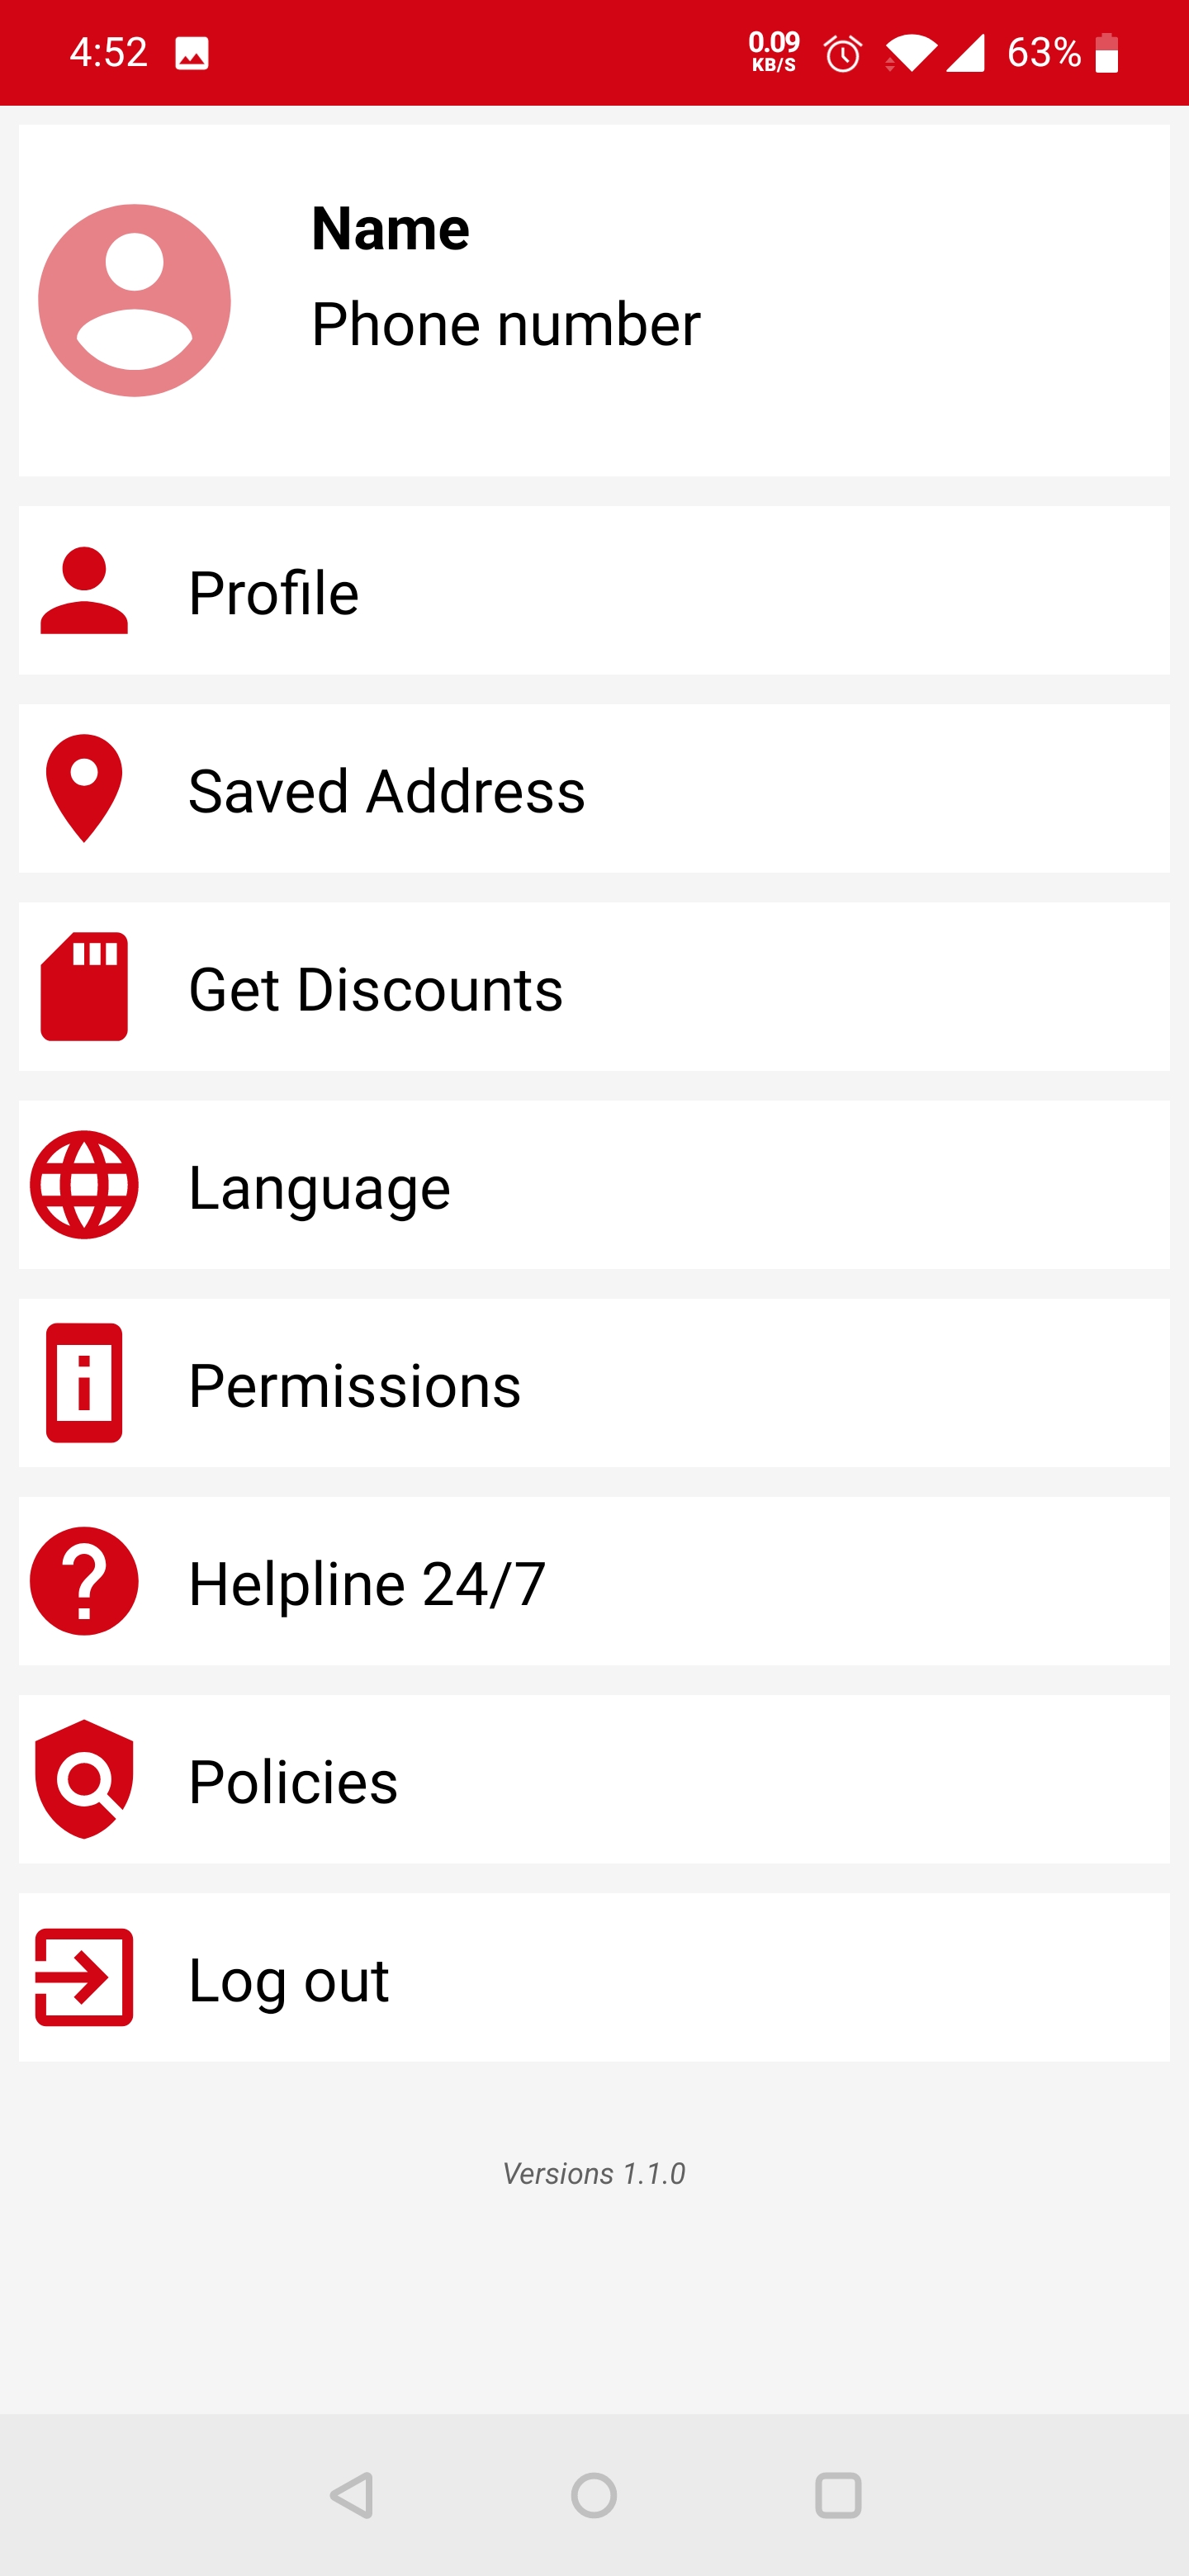 4:52 0.09 KB/S 63%
Name
Phone number
Profile
Saved Address
Get Discounts
Language
Permissions
Helpline 24/7
Policies
Log out
Versions 1.1.0